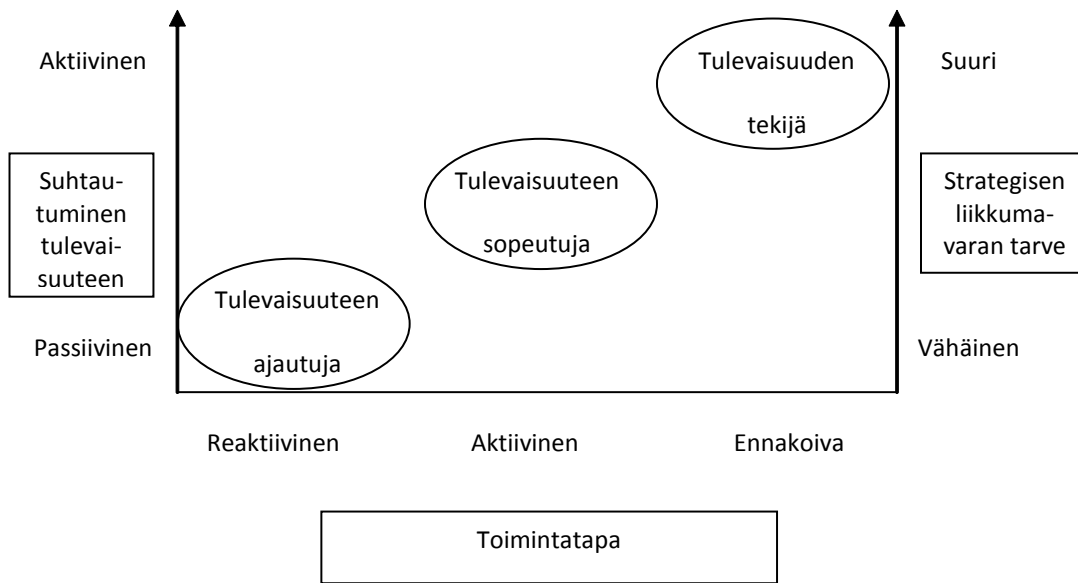 Aktiivinen
Suhtau-
tuminen
tulevai-
suuteen
Passiivinen
Tulevaisuuden
tekijä
Tulevaisuuteen
sopeutuja
Tulevaisuuteen
ajautuja
Suuri
Strategisen
liikkuma-
varan tarve
Vähäinen
Reaktiivinen
Aktiivinen
Ennakoiva
Toimintatapa